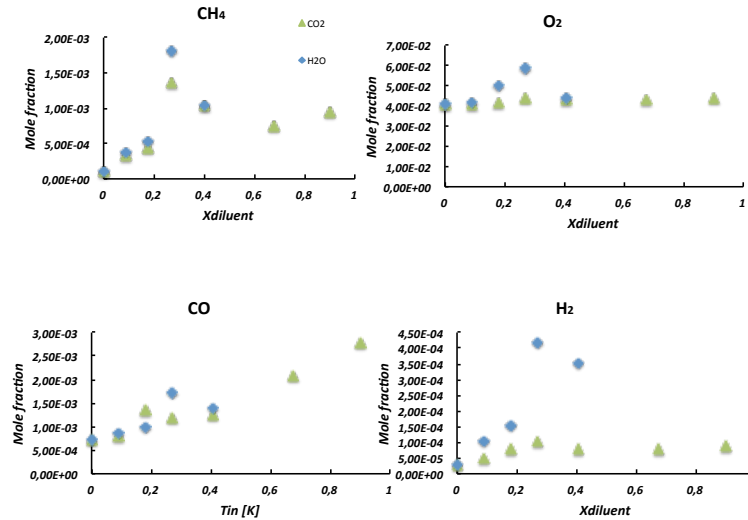 CH4
CO2
H2O
2,00E-03
1,50E-03
1,00E-03
5,00E-04
0,00E+00
Mole fraction
0 0,2 0,4 0,6 0,8 1
Xdiluent
O2
7,00E-02
6,00E-02
5,00E-02
4,00E-02
3,00E-02
2,00E-02
1,00E-02
0,00E+00
Mole fraction
0 0,2 0,4 0,6 0,8 1
Xdiluent
CO
3,00E-03
2,50E-03
2,00E-03
1,50E-03
1,00E-03
5,00E-04
0,00E+00
Mole fraction
0 0,2 0,4 0,6 0,8 1
Tin [K]
H2
4,50E-04
4,00E-04
3,50E-04
3,00E-04
2,50E-04
2,00E-04
1,50E-04
1,00E-04
5,00E-05
0,00E+00
Mole fraction
0 0,2 0,4 0,6 0,8
Xdiluent